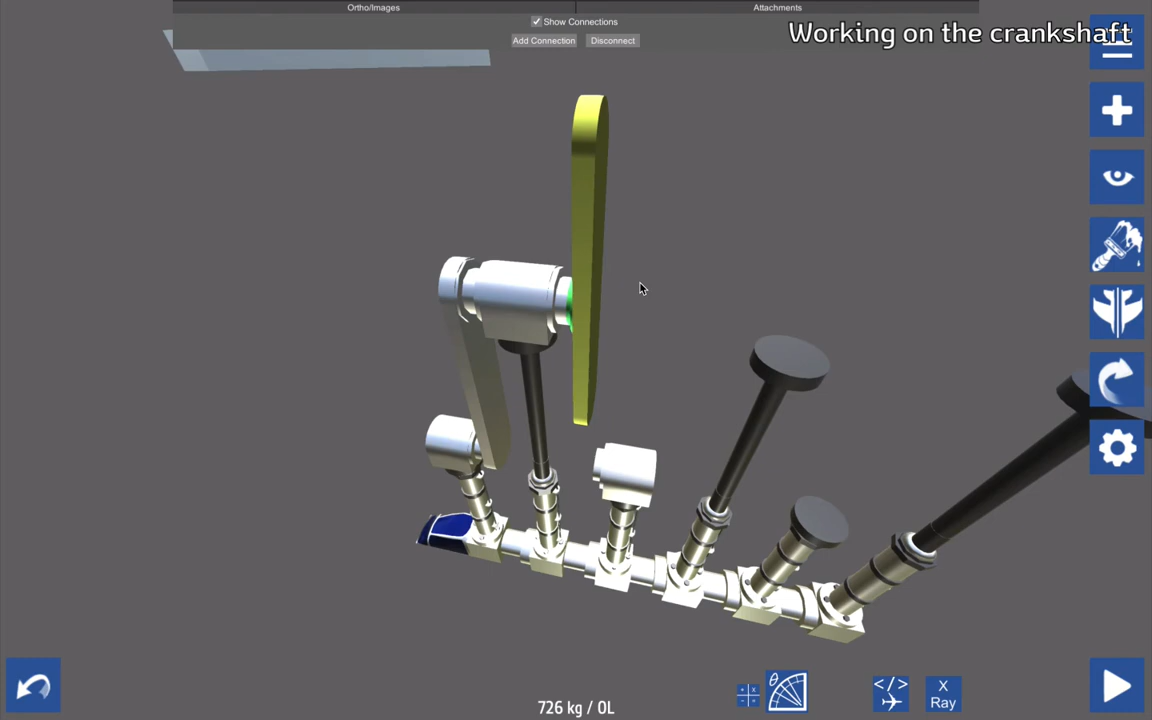 Ortho/Images
Attachments
Show Connections
Working on the crankshaft
Add Connection
Disconnect
θ
</>
X
Ray
726 kg / 0L